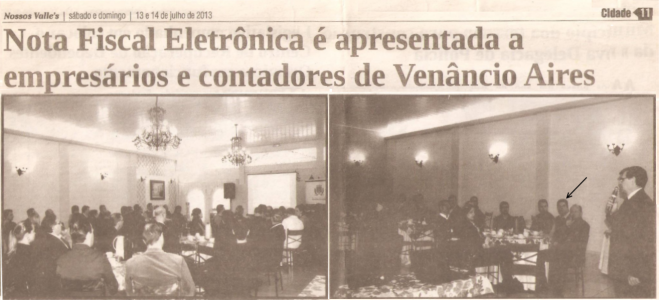 Nossos Valle's | sábado e domingo | 13 e 14 de julho de 2013
Cidade 11
Nota Fiscal Eletrônica é apresentada a
empresários e contadores de Venâncio Aires